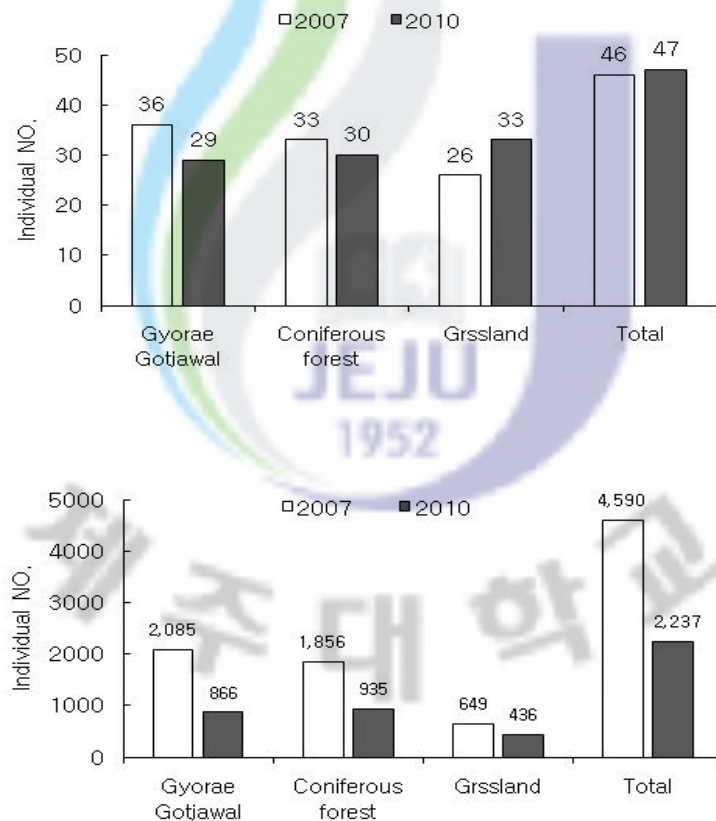 □2007 ■2010
Individual NO.
50
40
30
20
10
0
36
29
33
30
26
33
46
47
Gyorae
Gotjawal
Coniferous
forest
Grssland
Total
JEJU
1952
제주대학교
□2007 ■2010
Individual NO.
5000
4000
3000
2000
1000
0
2,085
866
1,856
935
649
436
4,590
2,237
Gyorae
Gotjawal
Coniferous
forest
Grssland
Total